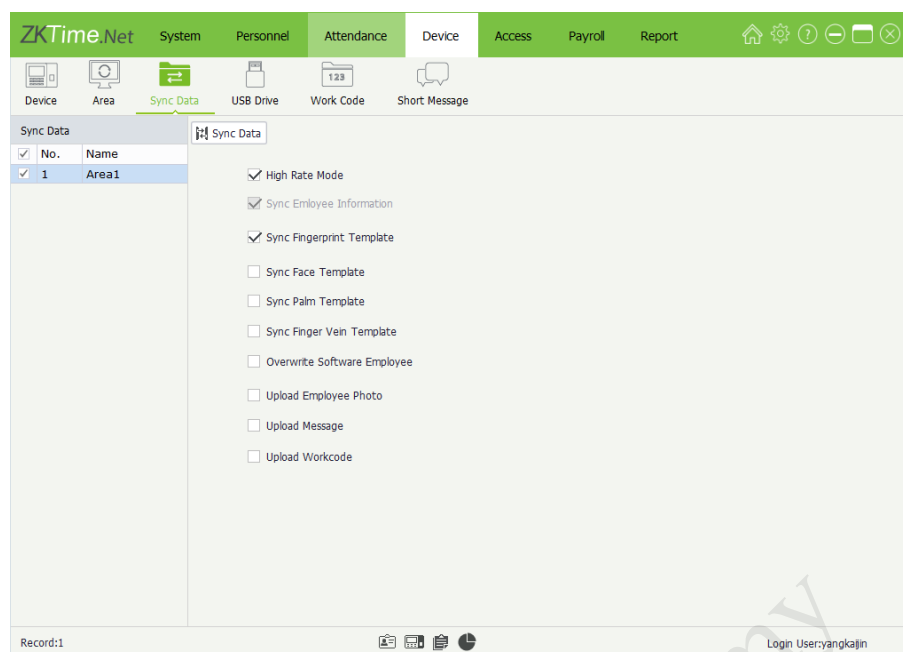 ZKTime.Net System Personnel Attendance Device Access Payroll Report
Device Area Sync Data USB Drive 123 Work Code Short Message
Sync Data Sync Data
No. Name
1 Area1
High Rate Mode
Sync Emloyee Information
Sync Fingerprint Template
Sync Face Template
Sync Palm Template
Sync Finger Vein Template
Overwrite Software Employee
Upload Employee Photo
Upload Message
Upload Workcode
Record:1 Login User:yangkaijin